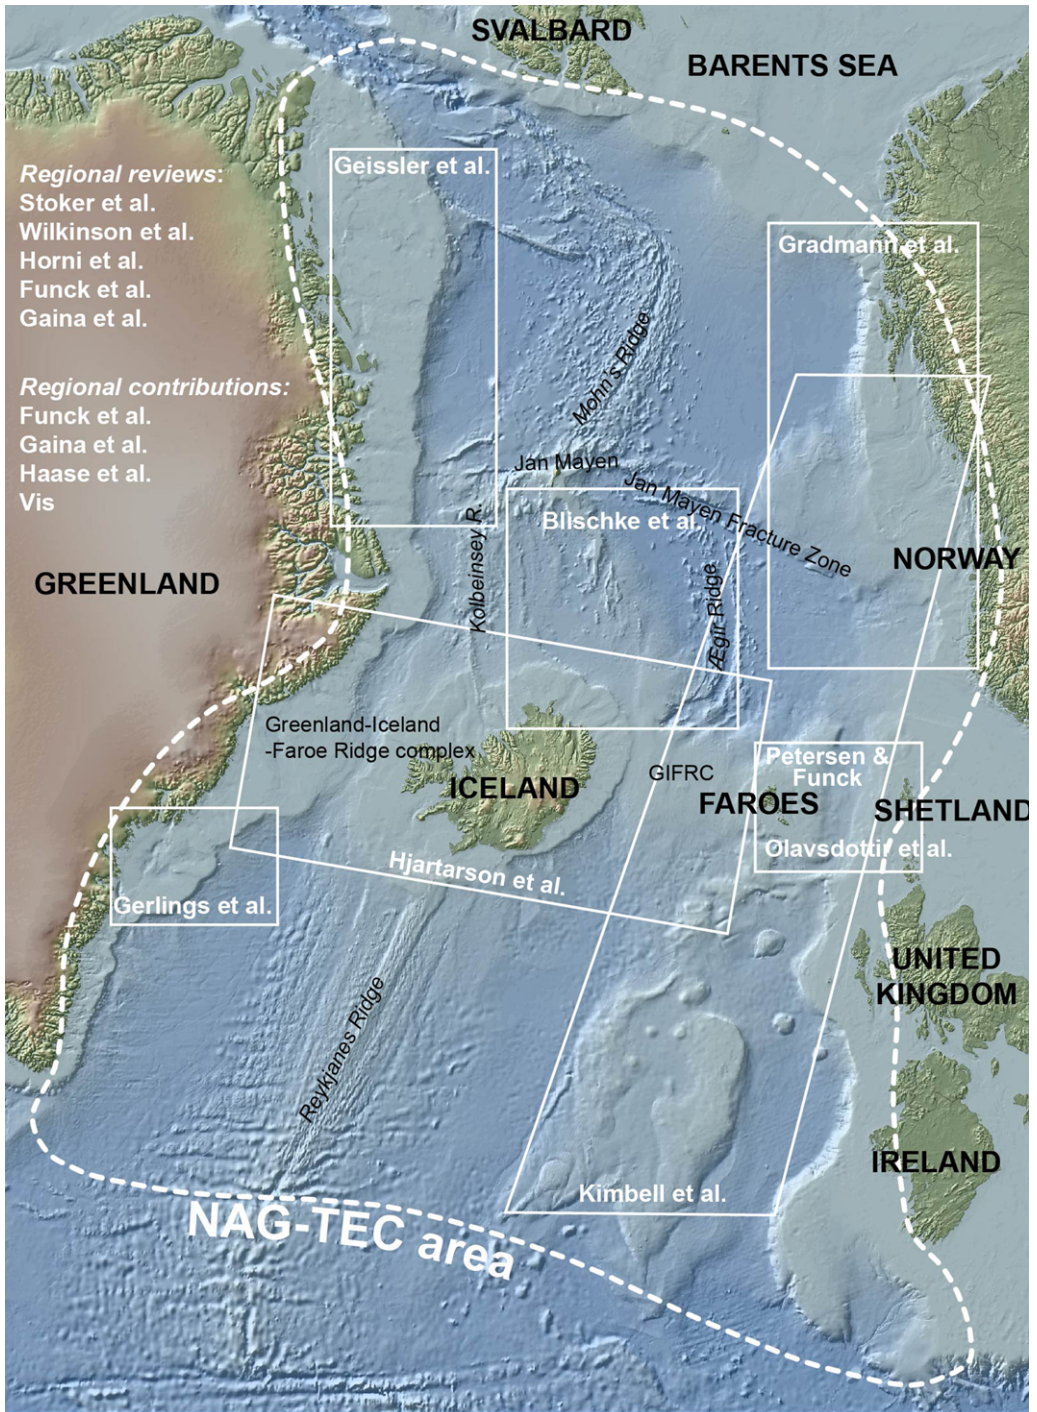 SVALBARD
BARENTS SEA
Geissler et al.
Regional reviews:
Stoker et al.
Wilkinson et al.
Horni et al.
Funck et al.
Gaina et al.
Gradmann et al.
Mohn's Ridge
Regional contributions:
Funck et al.
Gaina et al.
Haase et al.
Vis
Jan Mayen
Jan Mayen Fracture Zone
Blischke et al.
Kolbeinsey R.
NORWAY
GREENLAND
Ægir Ridge
Greenland-Iceland
-Faroe Ridge complex
ICELAND
GIFRC
Petersen &
Funck
FAROES
SHETLAND
Olavsdottir et al.
Hjartarson et al.
Gerlings et al.
UNITED
KINGDOM
Reykjanes Ridge
IRELAND
Kimbell et al.
NAG-TEC area